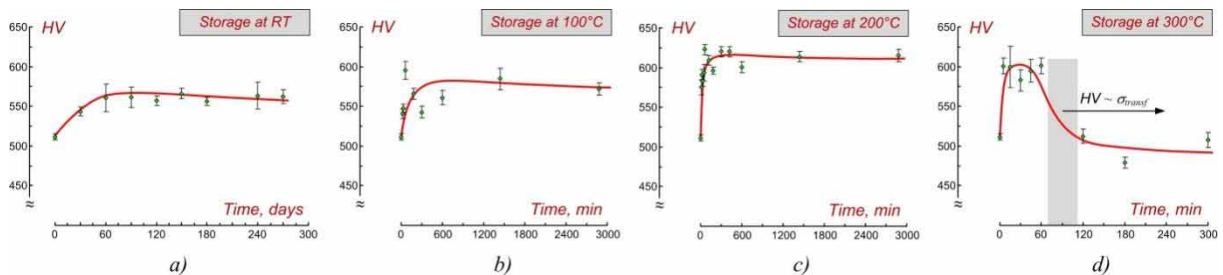 HV
Storage at RT
650
600
550
500
450
≈
Time, days
0 60 120 180 240 300
a)
HV
Storage at 100°C
650
600
550
500
450
≈
Time, min
0 600 1200 1800 2400 3000
b)
HV
Storage at 200°C
650
600
550
500
450
≈
Time, min
0 600 1200 1800 2400 3000
c)
HV
Storage at 300°C
650
600
550
500
450
≈
HV ~ σtransf
Time, min
0 60 120 180 240 300
d)